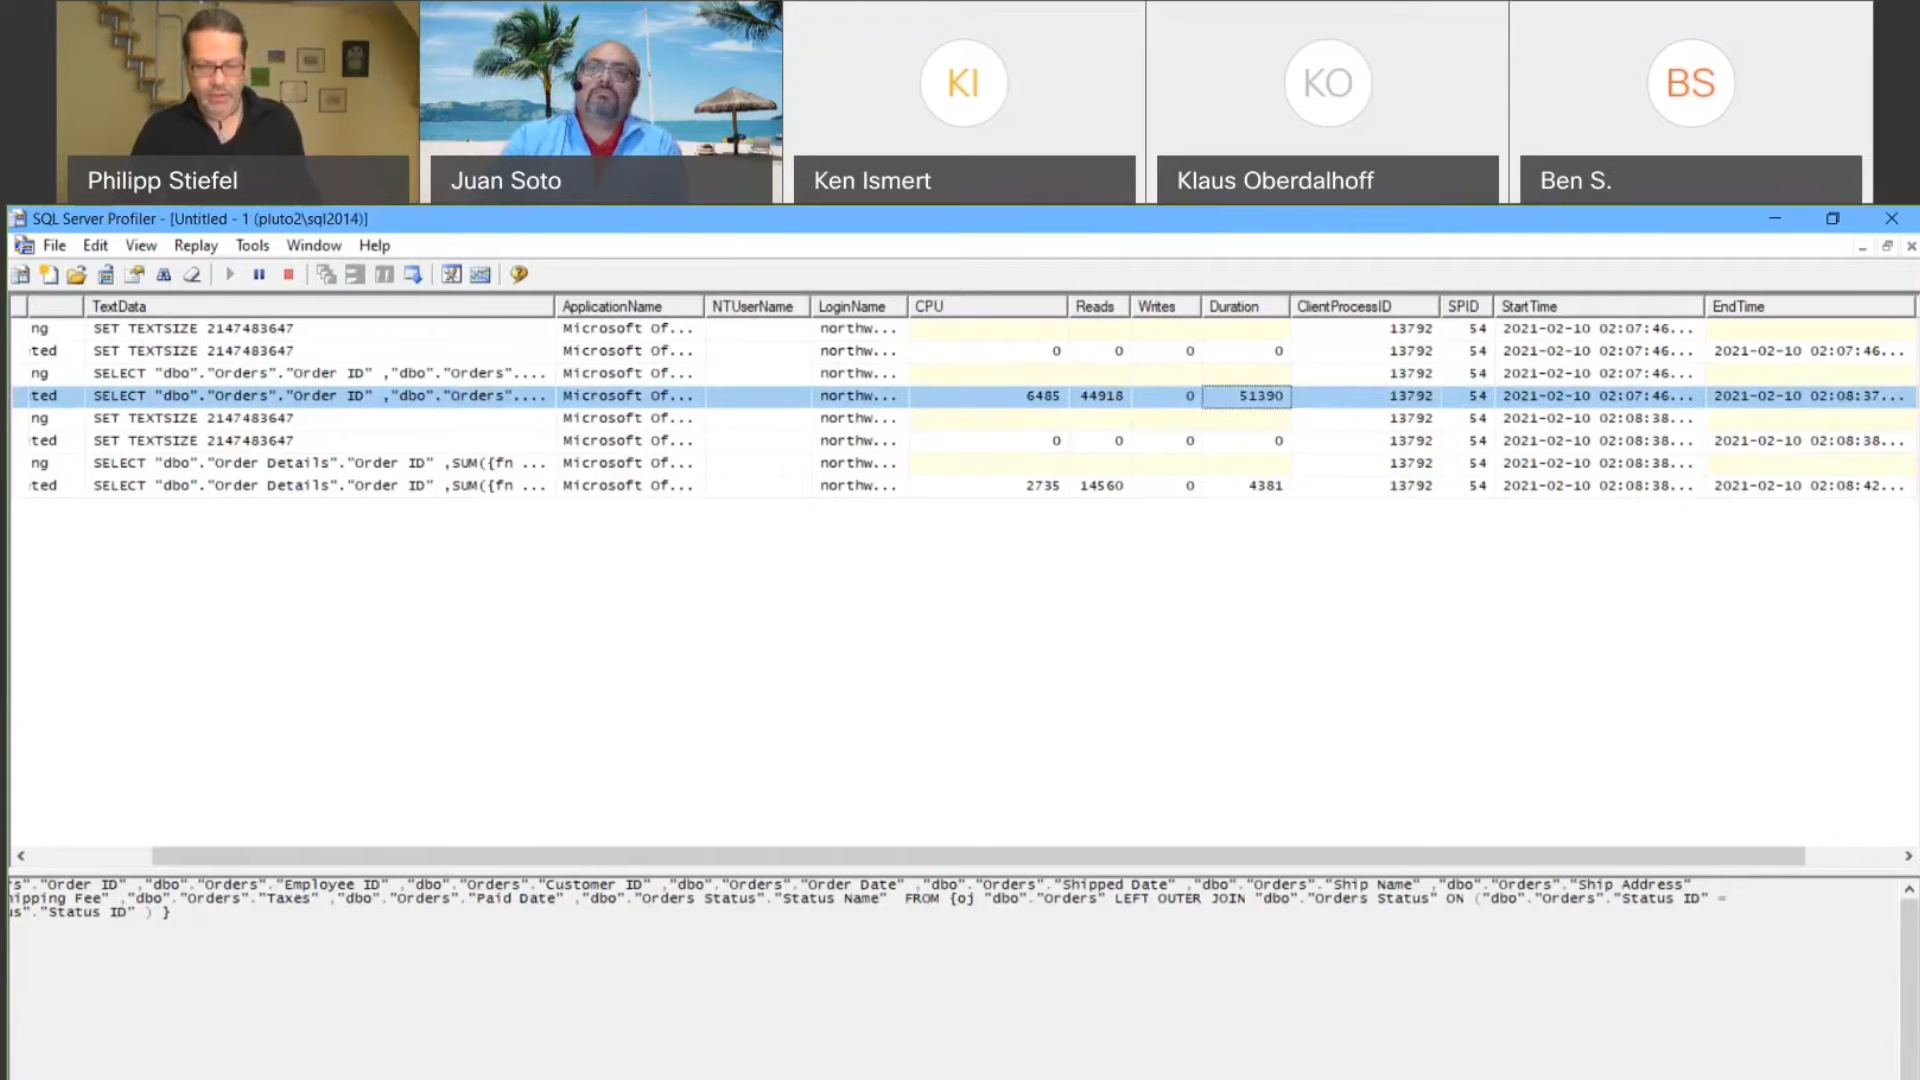 KI
KO
BS
Philipp Stiefel
Juan Soto
Ken Ismert
Klaus Oberdalhoff
Ben S.
SQL Server Profiler - [Untitled - 1 (pluto2\sql2014)]
File Edit View Replay Tools Window Help
TextData ApplicationName NTUserName LoginName CPU Reads Writes Duration ClientProcessID SPID StartTime EndTime
ng SET TEXTSIZE 2147483647 Microsoft Of... northw... 13792 54 2021-02-10 02:07:46...
ted SET TEXTSIZE 2147483647 Microsoft Of... northw... 0 0 0 0 13792 54 2021-02-10 02:07:46... 2021-02-10 02:07:46...
ng SELECT "dbo"."Orders"."Order ID" ,"dbo"."Orders".... Microsoft Of... northw... 13792 54 2021-02-10 02:07:46...
ted SELECT "dbo"."Orders"."Order ID" ,"dbo"."Orders".... Microsoft Of... northw... 6485 44918 0 51390 13792 54 2021-02-10 02:07:46... 2021-02-10 02:08:37...
ng SET TEXTSIZE 2147483647 Microsoft Of... northw... 13792 54 2021-02-10 02:08:38...
ted SET TEXTSIZE 2147483647 Microsoft Of... northw... 0 0 0 0 13792 54 2021-02-10 02:08:38... 2021-02-10 02:08:38...
ng SELECT "dbo"."Order Details"."Order ID" ,SUM({fn ... Microsoft Of... northw... 13792 54 2021-02-10 02:08:38...
ted SELECT "dbo"."Order Details"."Order ID" ,SUM({fn ... Microsoft Of... northw... 2735 14560 0 4381 13792 54 2021-02-10 02:08:38... 2021-02-10 02:08:42...
s"."Order ID" ,"dbo"."Orders"."Employee ID" ,"dbo"."Orders"."Customer ID" ,"dbo"."Orders"."Order Date" ,"dbo"."Orders"."Shipped Date" ,"dbo"."Orders"."Ship Name" ,"dbo"."Orders"."Ship Address"
ipping Fee" ,"dbo"."Orders"."Taxes" ,"dbo"."Orders"."Paid Date" ,"dbo"."Orders Status"."Status Name" FROM {oj "dbo"."Orders" LEFT OUTER JOIN "dbo"."Orders Status" ON ("dbo"."Orders"."Status ID" =
s"."Status ID" ) }